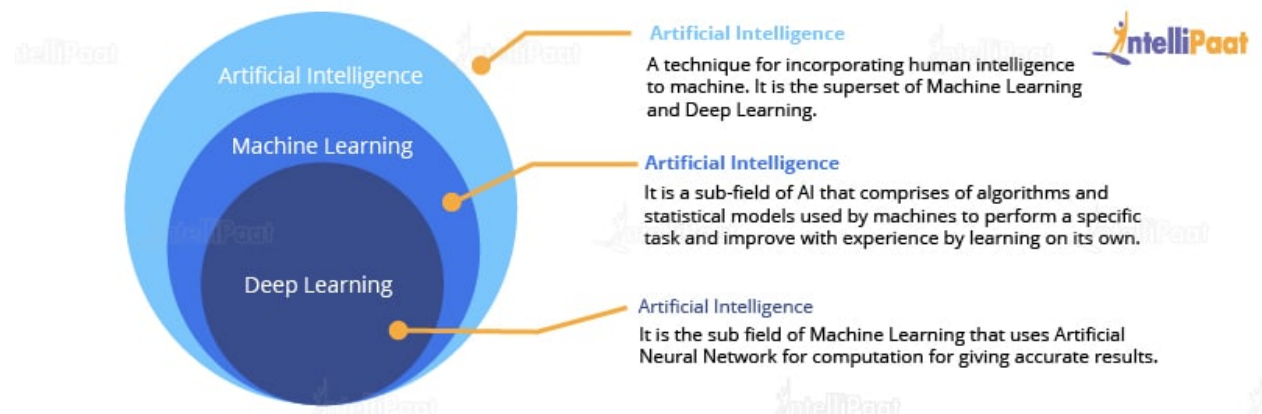 Artificial Intelligence
Machine Learning
Deep Learning
Artificial Intelligence
A technique for incorporating human intelligence
to machine. It is the superset of Machine Learning
and Deep Learning.
Artificial Intelligence
It is a sub-field of AI that comprises of algorithms and
statistical models used by machines to perform a specific
task and improve with experience by learning on its own.
Artificial Intelligence
It is the sub field of Machine Learning that uses Artificial
Neural Network for computation for giving accurate results.
IntelliPaat